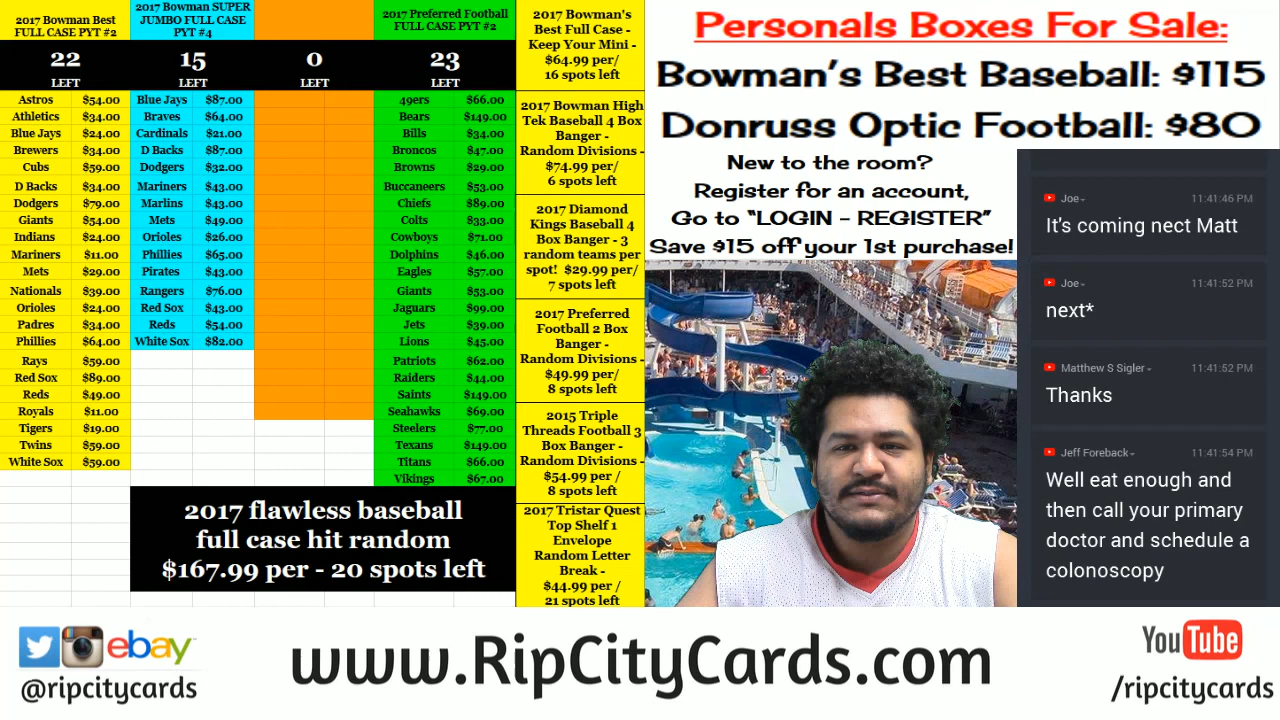 2017 Bowman Best
FULL CASE PYT #2
22
LEFT
Astros $54.00
Athletics $34.00
Blue Jays $24.00
Brewers $34.00
Cubs $59.00
D Backs $34.00
Dodgers $79.00
Giants $54.00
Indians $24.00
Mariners $11.00
Mets $29.00
Nationals $39.00
Orioles $24.00
Padres $34.00
Phillies $64.00
Rays $59.00
Red Sox $89.00
Reds $49.00
Royals $11.00
Tigers $19.00
Twins $59.00
White Sox $59.00
2017 Bowman SUPER
JUMBO FULL CASE
PYT #4
15
LEFT
Blue Jays $87.00
Braves $64.00
Cardinals $21.00
D Backs $87.00
Dodgers $32.00
Mariners $43.00
Marlins $43.00
Mets $49.00
Orioles $26.00
Phillies $65.00
Pirates $43.00
Rangers $76.00
Red Sox $43.00
Reds $54.00
White Sox $82.00
0
LEFT
2017 Preferred Football
FULL CASE PYT #2
23
LEFT
49ers $66.00
Bears $149.00
Bills $34.00
Broncos $47.00
Browns $29.00
Buccaneers $53.00
Chiefs $89.00
Colts $33.00
Cowboys $71.00
Dolphins $46.00
Eagles $57.00
Giants $53.00
Jaguars $99.00
Jets $39.00
Lions $45.00
Patriots $62.00
Raiders $44.00
Saints $149.00
Seahawks $69.00
Steelers $77.00
Texans $149.00
Titans $66.00
Vikings $67.00
2017 flawless baseball
full case hit random
$167.99 per - 20 spots left
2017 Bowman's
Best Full Case -
Keep Your Mini -
$64.99 per/
16 spots left
2017 Bowman High
Tek Baseball 4 Box
Banger -
Random Divisions -
$74.99 per/
6 spots left
2017 Diamond
Kings Baseball 4
Box Banger - 3
random teams per
spot! $29.99 per/
7 spots left
2017 Preferred
Football 2 Box
Banger -
Random Divisions -
$49.99 per/
8 spots left
2015 Triple
Threads Football 3
Box Banger -
Random Divisions -
$54.99 per/
8 spots left
2017 Tristar Quest
Top Shelf 1
Envelope
Random Letter
Break -
$44.99 per /
21 spots left
Personals Boxes For Sale:
Bowman's Best Baseball: $115
Donruss Optic Football: $80
New to the room?
Register for an account,
Go to "LOGIN - REGISTER"
Save $15 off your 1st purchase!
Joe 11:41:46 PM
It's coming nect Matt
Joe 11:41:52 PM
next*
Matthew S Sigler 11:41:52 PM
Thanks
Jeff Foreback 11:41:54 PM
Well eat enough and
then call your primary
doctor and schedule a
colonoscopy
ebay
@ripcitycards
www.RipCityCards.com
YouTube
/ripcitycards